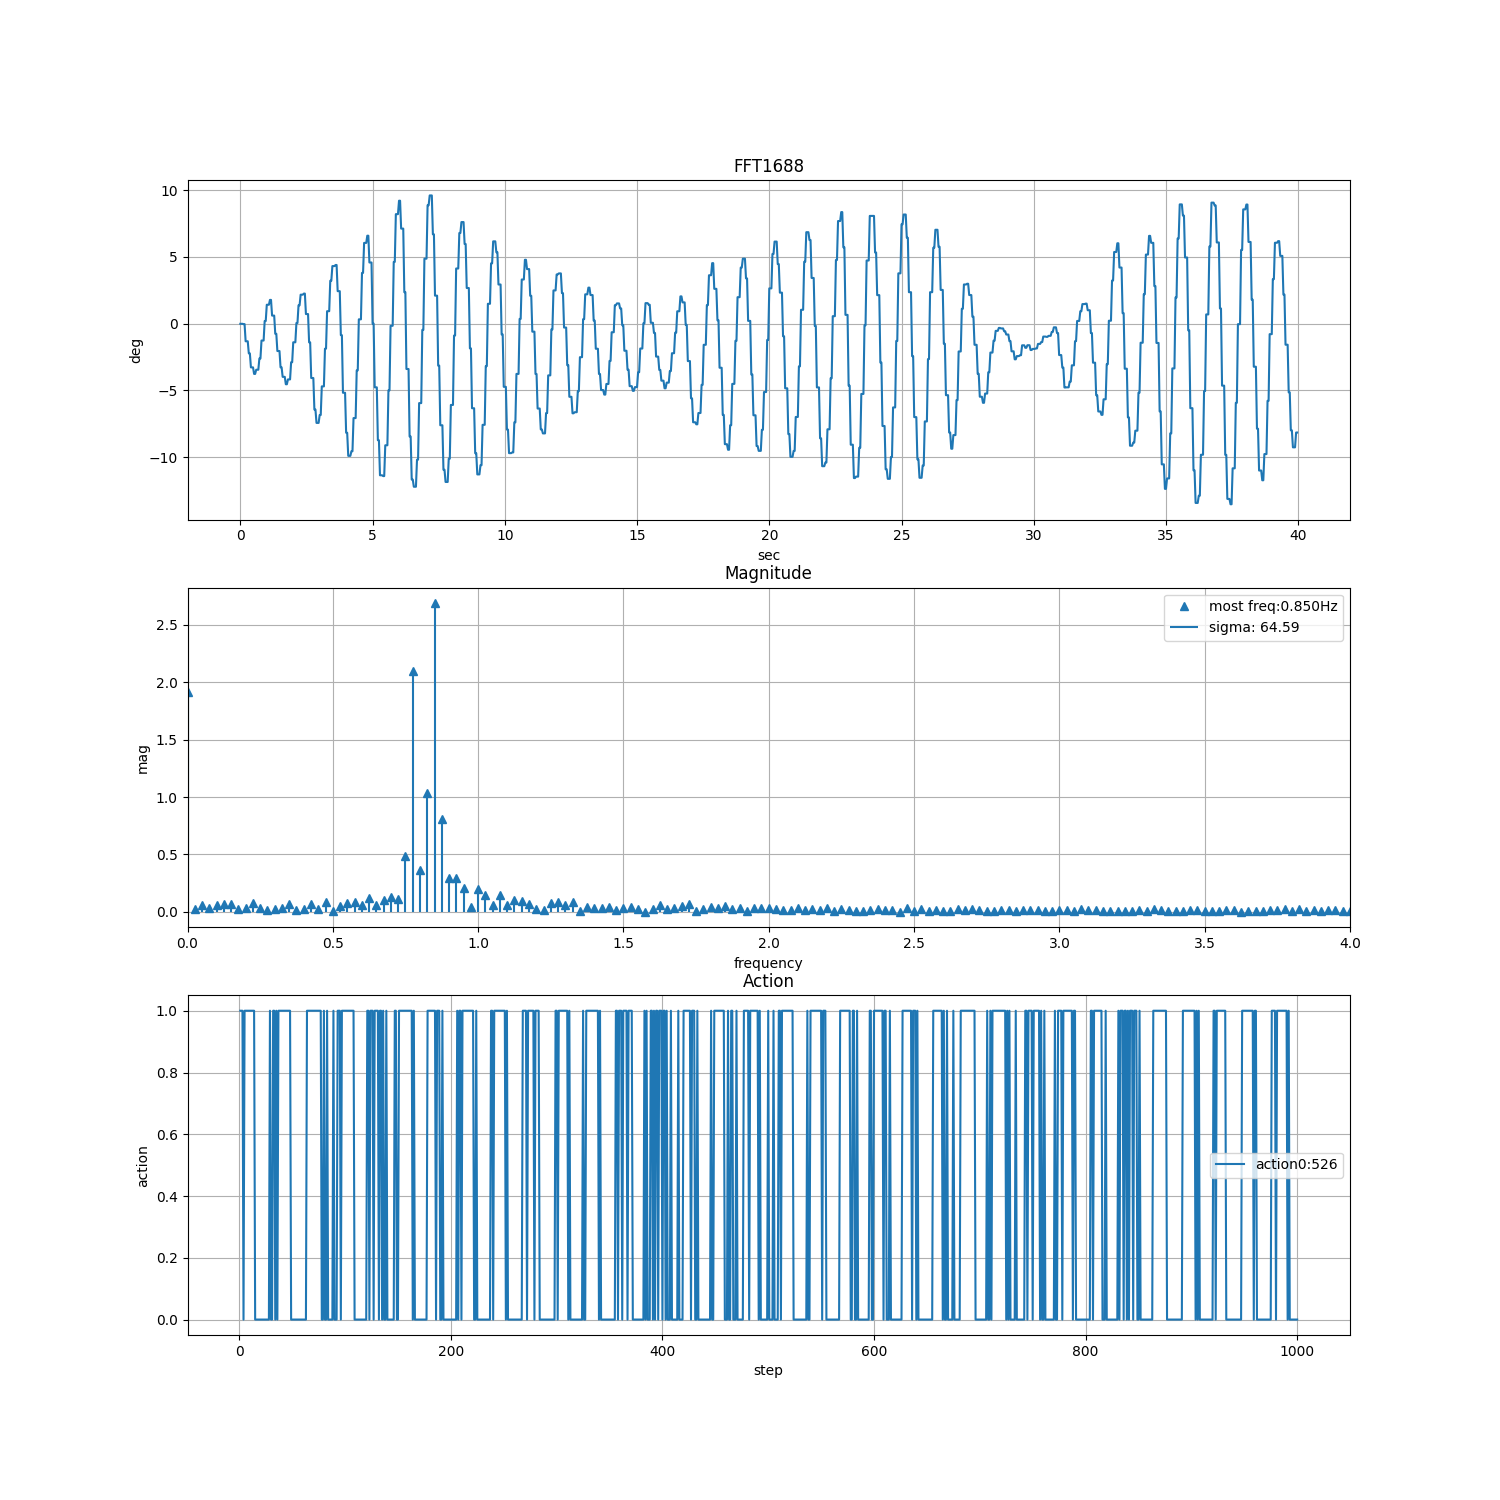 FFT1688
10
5
0
−5
−10
deg
0 5 10 15 20 25 30 35 40
sec
Magnitude
most freq:0.850Hz
sigma: 64.59
2.5
2.0
1.5
1.0
0.5
0.0
mag
0.0 0.5 1.0 1.5 2.0 2.5 3.0 3.5 4.0
frequency
Action
1.0
0.8
0.6
0.4
0.2
0.0
action
action0:526
0 200 400 600 800 1000
step